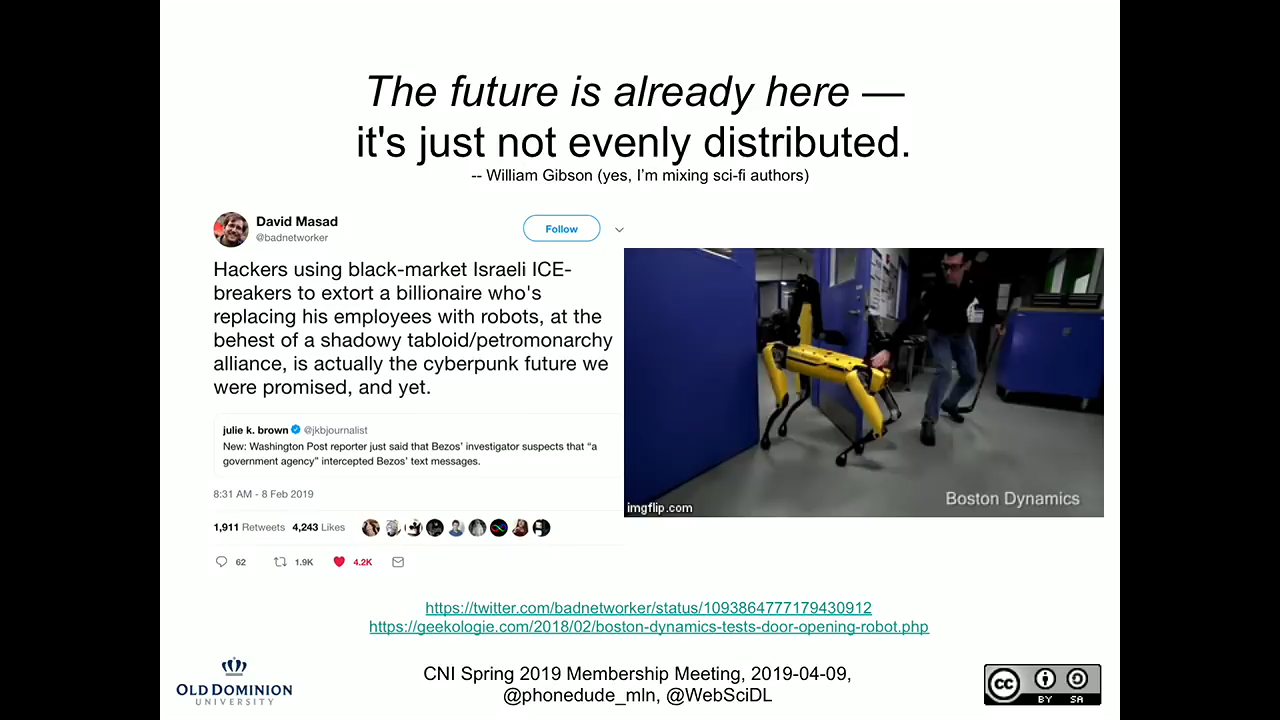 The future is already here —
it's just not evenly distributed.
-- William Gibson (yes, I'm mixing sci-fi authors)
David Masad
@badnetworker
Follow
Hackers using black-market Israeli ICE-
breakers to extort a billionaire who's
replacing his employees with robots, at the
behest of a shadowy tabloid/petromonarchy
alliance, is actually the cyberpunk future we
were promised, and yet.
julie k. brown @jkbjournalist
New: Washington Post reporter just said that Bezos' investigator suspects that “a
government agency” intercepted Bezos' text messages.
8:31 AM - 8 Feb 2019
1,911 Retweets 4,243 Likes
62 1.9K 4.2K
Boston Dynamics
imgflip.com
https://twitter.com/badnetworker/status/1093864777179430912
https://geekologie.com/2018/02/boston-dynamics-tests-door-opening-robot.php
OLD DOMINION
UNIVERSITY
CNI Spring 2019 Membership Meeting, 2019-04-09,
@phonedude_mln, @WebSciDL
CC
BY SA